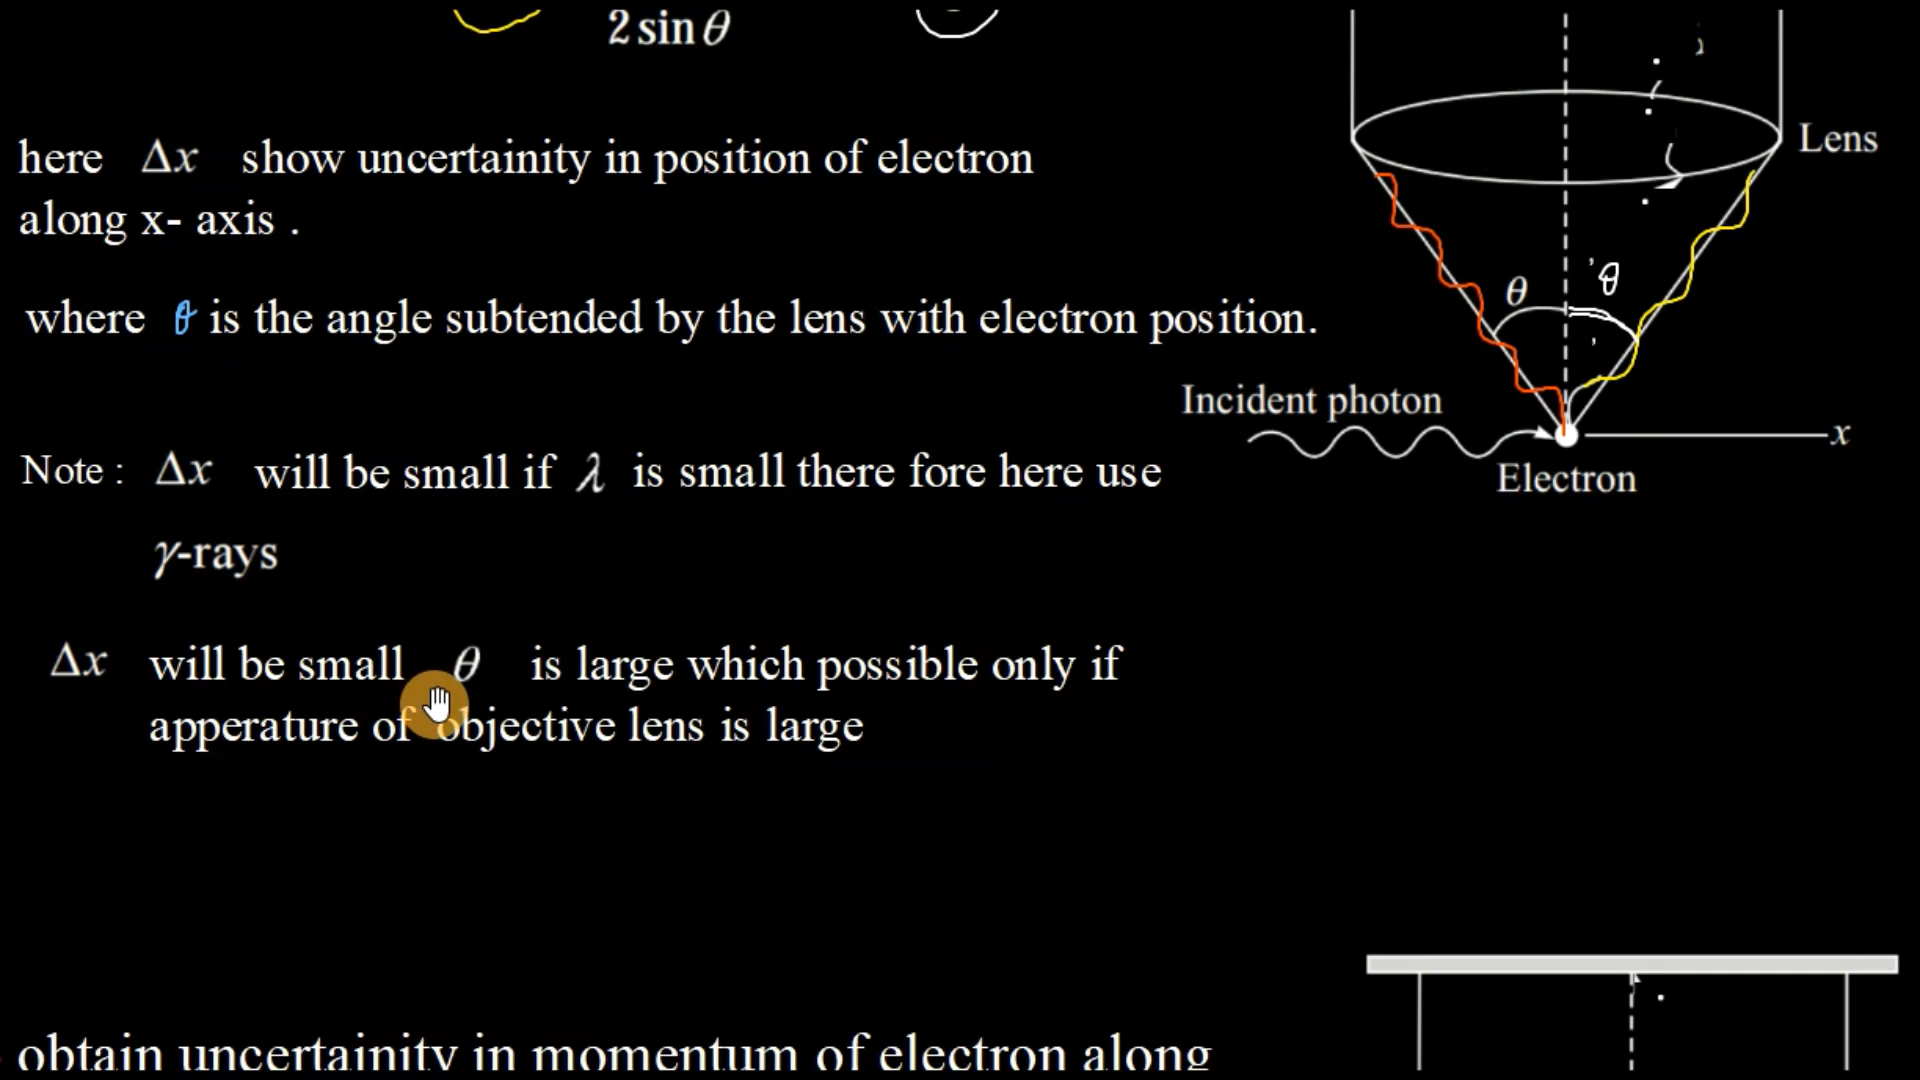 2 sin θ
here Δx show uncertainity in position of electron
along x- axis .
where θ is the angle subtended by the lens with electron position.
Note : Δx will be small if λ is small there fore here use
γ-rays
Δx will be small θ is large which possible only if
apperature of objective lens is large
obtain uncertainity in momentum of electron along
Lens
θ
θ
Incident photon
x
Electron